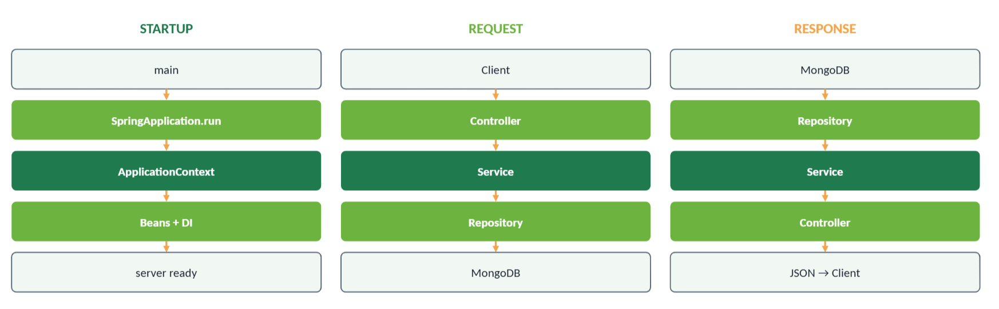 STARTUP
main
SpringApplication.run
ApplicationContext
Beans + DI
server ready
REQUEST
Client
Controller
Service
Repository
MongoDB
RESPONSE
MongoDB
Repository
Service
Controller
JSON → Client